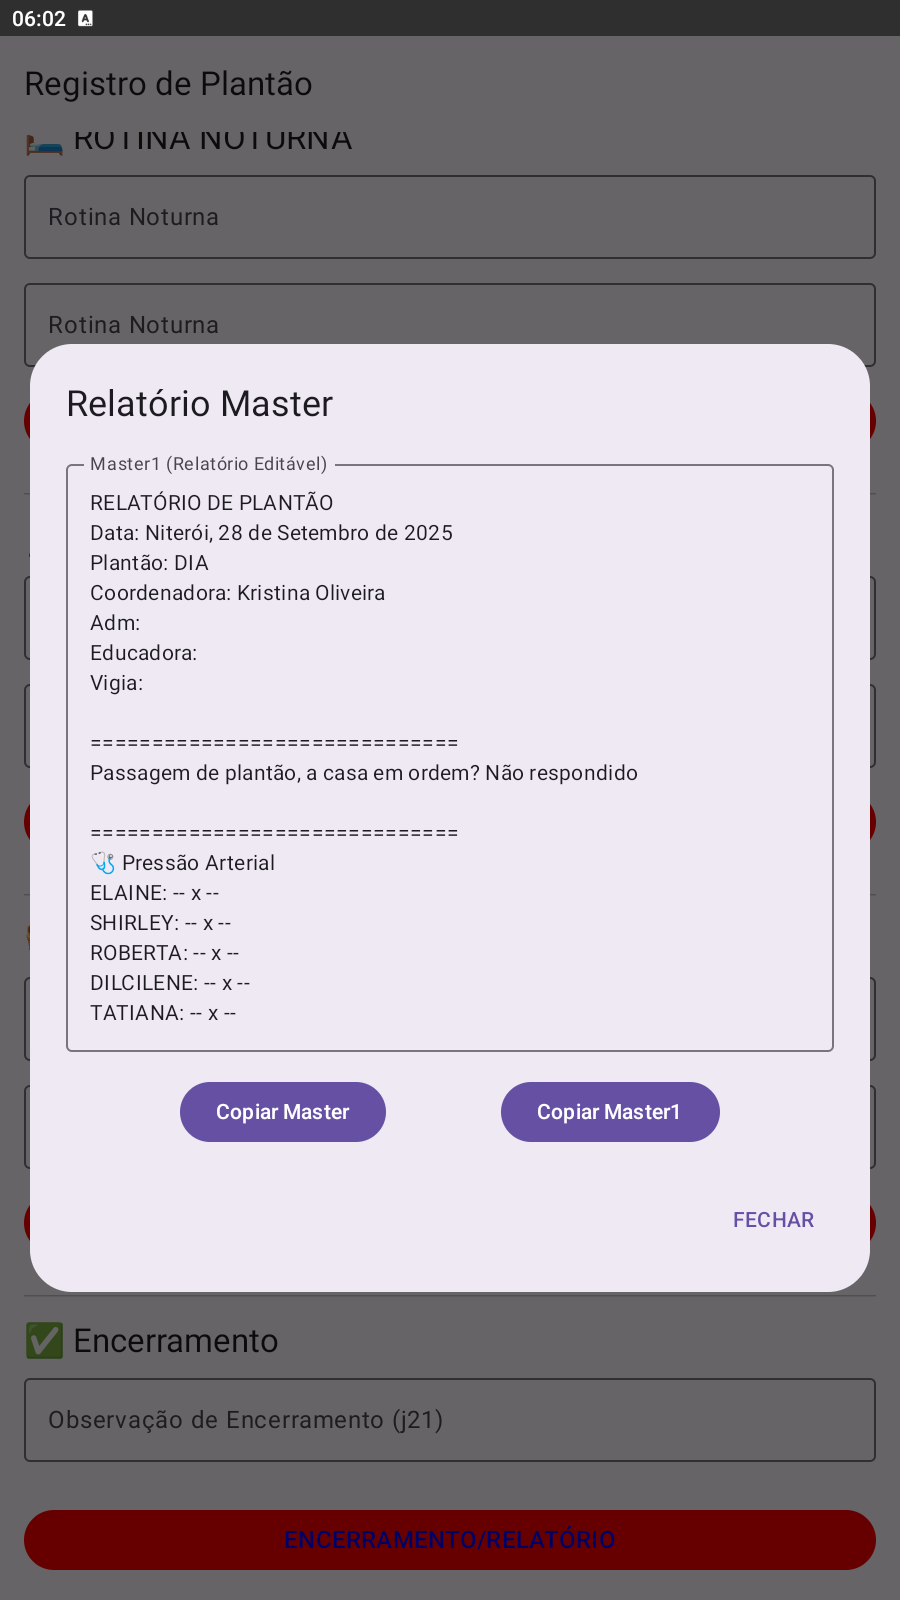 06:02
Registro de Plantão
ROTINA NOTURNA
Rotina Noturna
Rotina Noturna
Relatório Master
Master1 (Relatório Editável)
RELATÓRIO DE PLANTÃO
Data: Niterói, 28 de Setembro de 2025
Plantão: DIA
Coordenadora: Kristina Oliveira
Adm:
Educadora:
Vigia:
==============================
Passagem de plantão, a casa em ordem? Não respondido
==============================
🩺 Pressão Arterial
ELAINE: -- x --
SHIRLEY: -- x --
ROBERTA: -- x --
DILCILENE: -- x --
TATIANA: -- x --
Copiar Master
Copiar Master1
FECHAR
✅ Encerramento
Observação de Encerramento (j21)
ENCERRAMENTO/RELATÓRIO